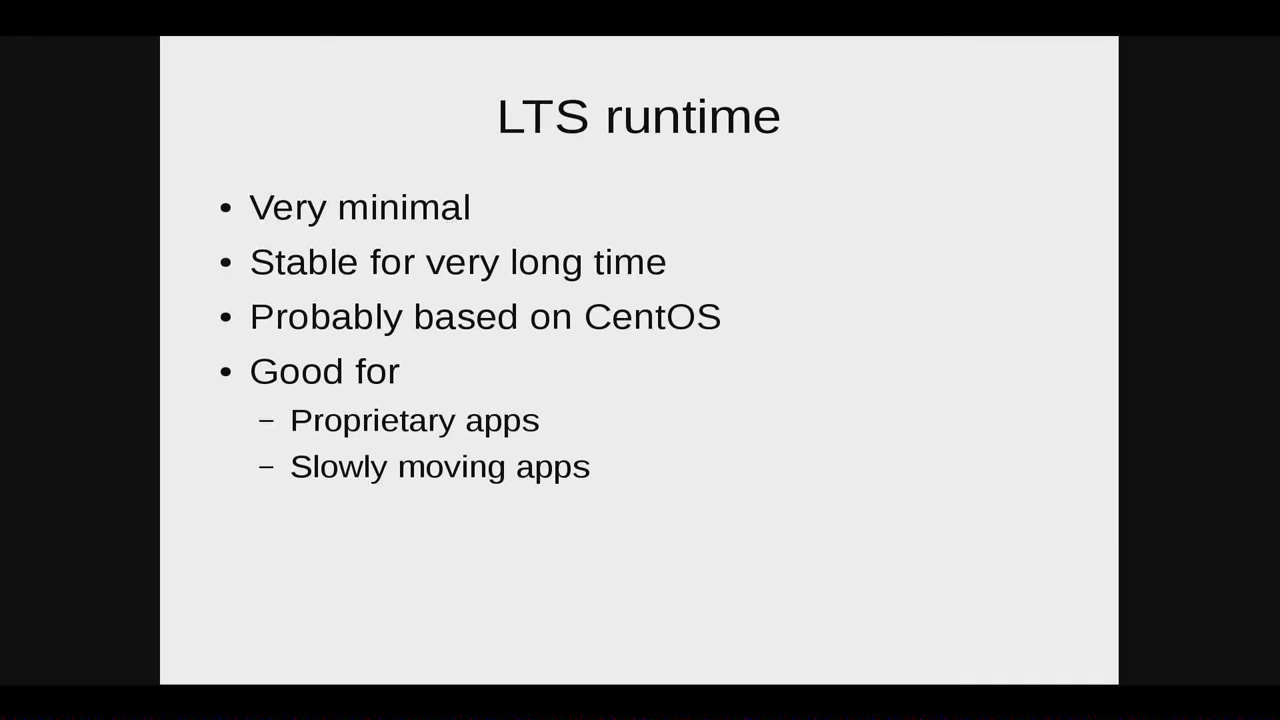 LTS runtime
• Very minimal
• Stable for very long time
• Probably based on CentOS
• Good for
– Proprietary apps
– Slowly moving apps